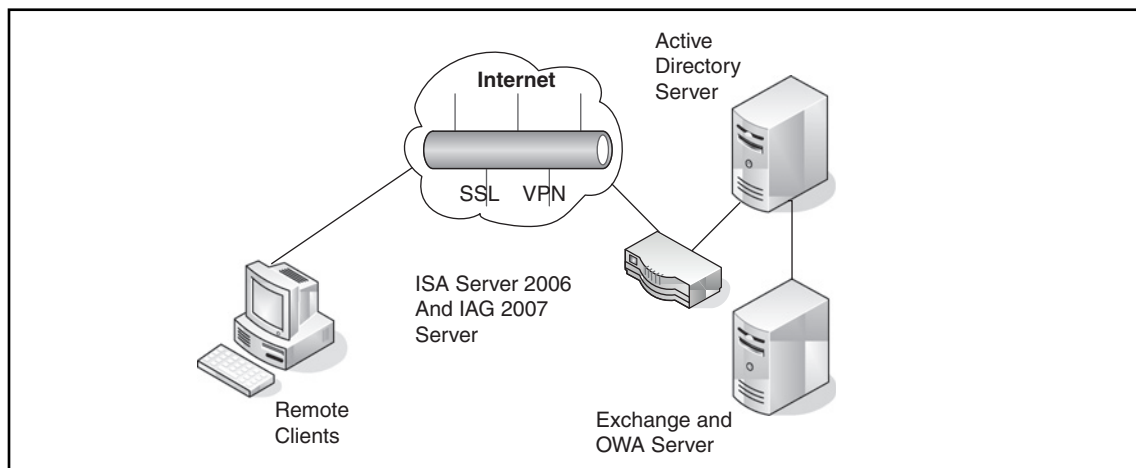 Internet
SSL VPN
Active
Directory
Server
ISA Server 2006
And IAG 2007
Server
Remote
Clients
Exchange and
OWA Server